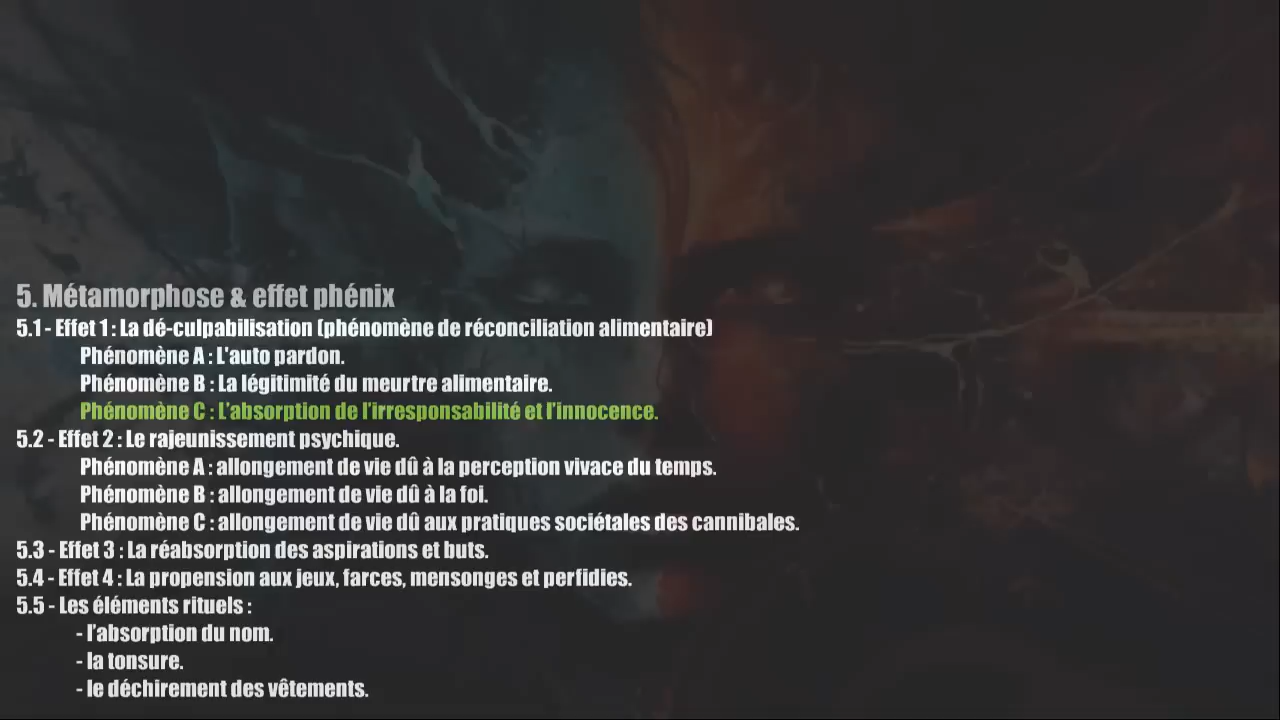 5. Métamorphose & effet phénix
5.1 - Effet 1 : La dé-culpabilisation (phénomène de réconciliation alimentaire)
Phénomène A : L'auto pardon.
Phénomène B : La légitimité du meurtre alimentaire.
Phénomène C : L'absorption de l'irresponsabilité et l'innocence.
5.2 - Effet 2 : Le rajeunissement psychique.
Phénomène A : allongement de vie dû à la perception vivace du temps.
Phénomène B : allongement de vie dû à la foi.
Phénomène C : allongement de vie dû aux pratiques sociétales des cannibales.
5.3 - Effet 3 : La réabsorption des aspirations et buts.
5.4 - Effet 4 : La propension aux jeux, farces, mensonges et perfidies.
5.5 - Les éléments rituels :
- l'absorption du nom.
- la tonsure.
- le déchirement des vêtements.